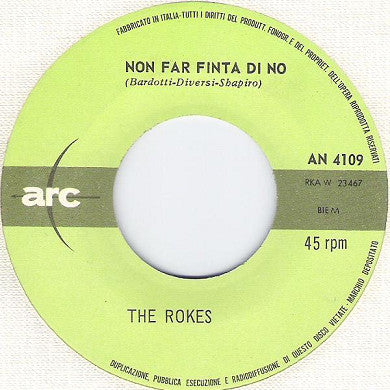 FABBRICATO IN ITALIA-TUTTI I DIRITTI DEL PRODUTT. FONOGR. E DEL PROPRIET. DELL'OPERA RIPRODOTTA RISERVATI
NON FAR FINTA DI NO
(Bardotti-Diversi-Shapiro)
AN 4109
RKA W 23467
BIEM
arc
45 rpm
THE ROKES
DUPLICAZIONE, PUBBLICA ESECUZIONE E RADIODIFFUSIONE DI QUESTO DISCO VIETATE - MARCHIO DEPOSITATO